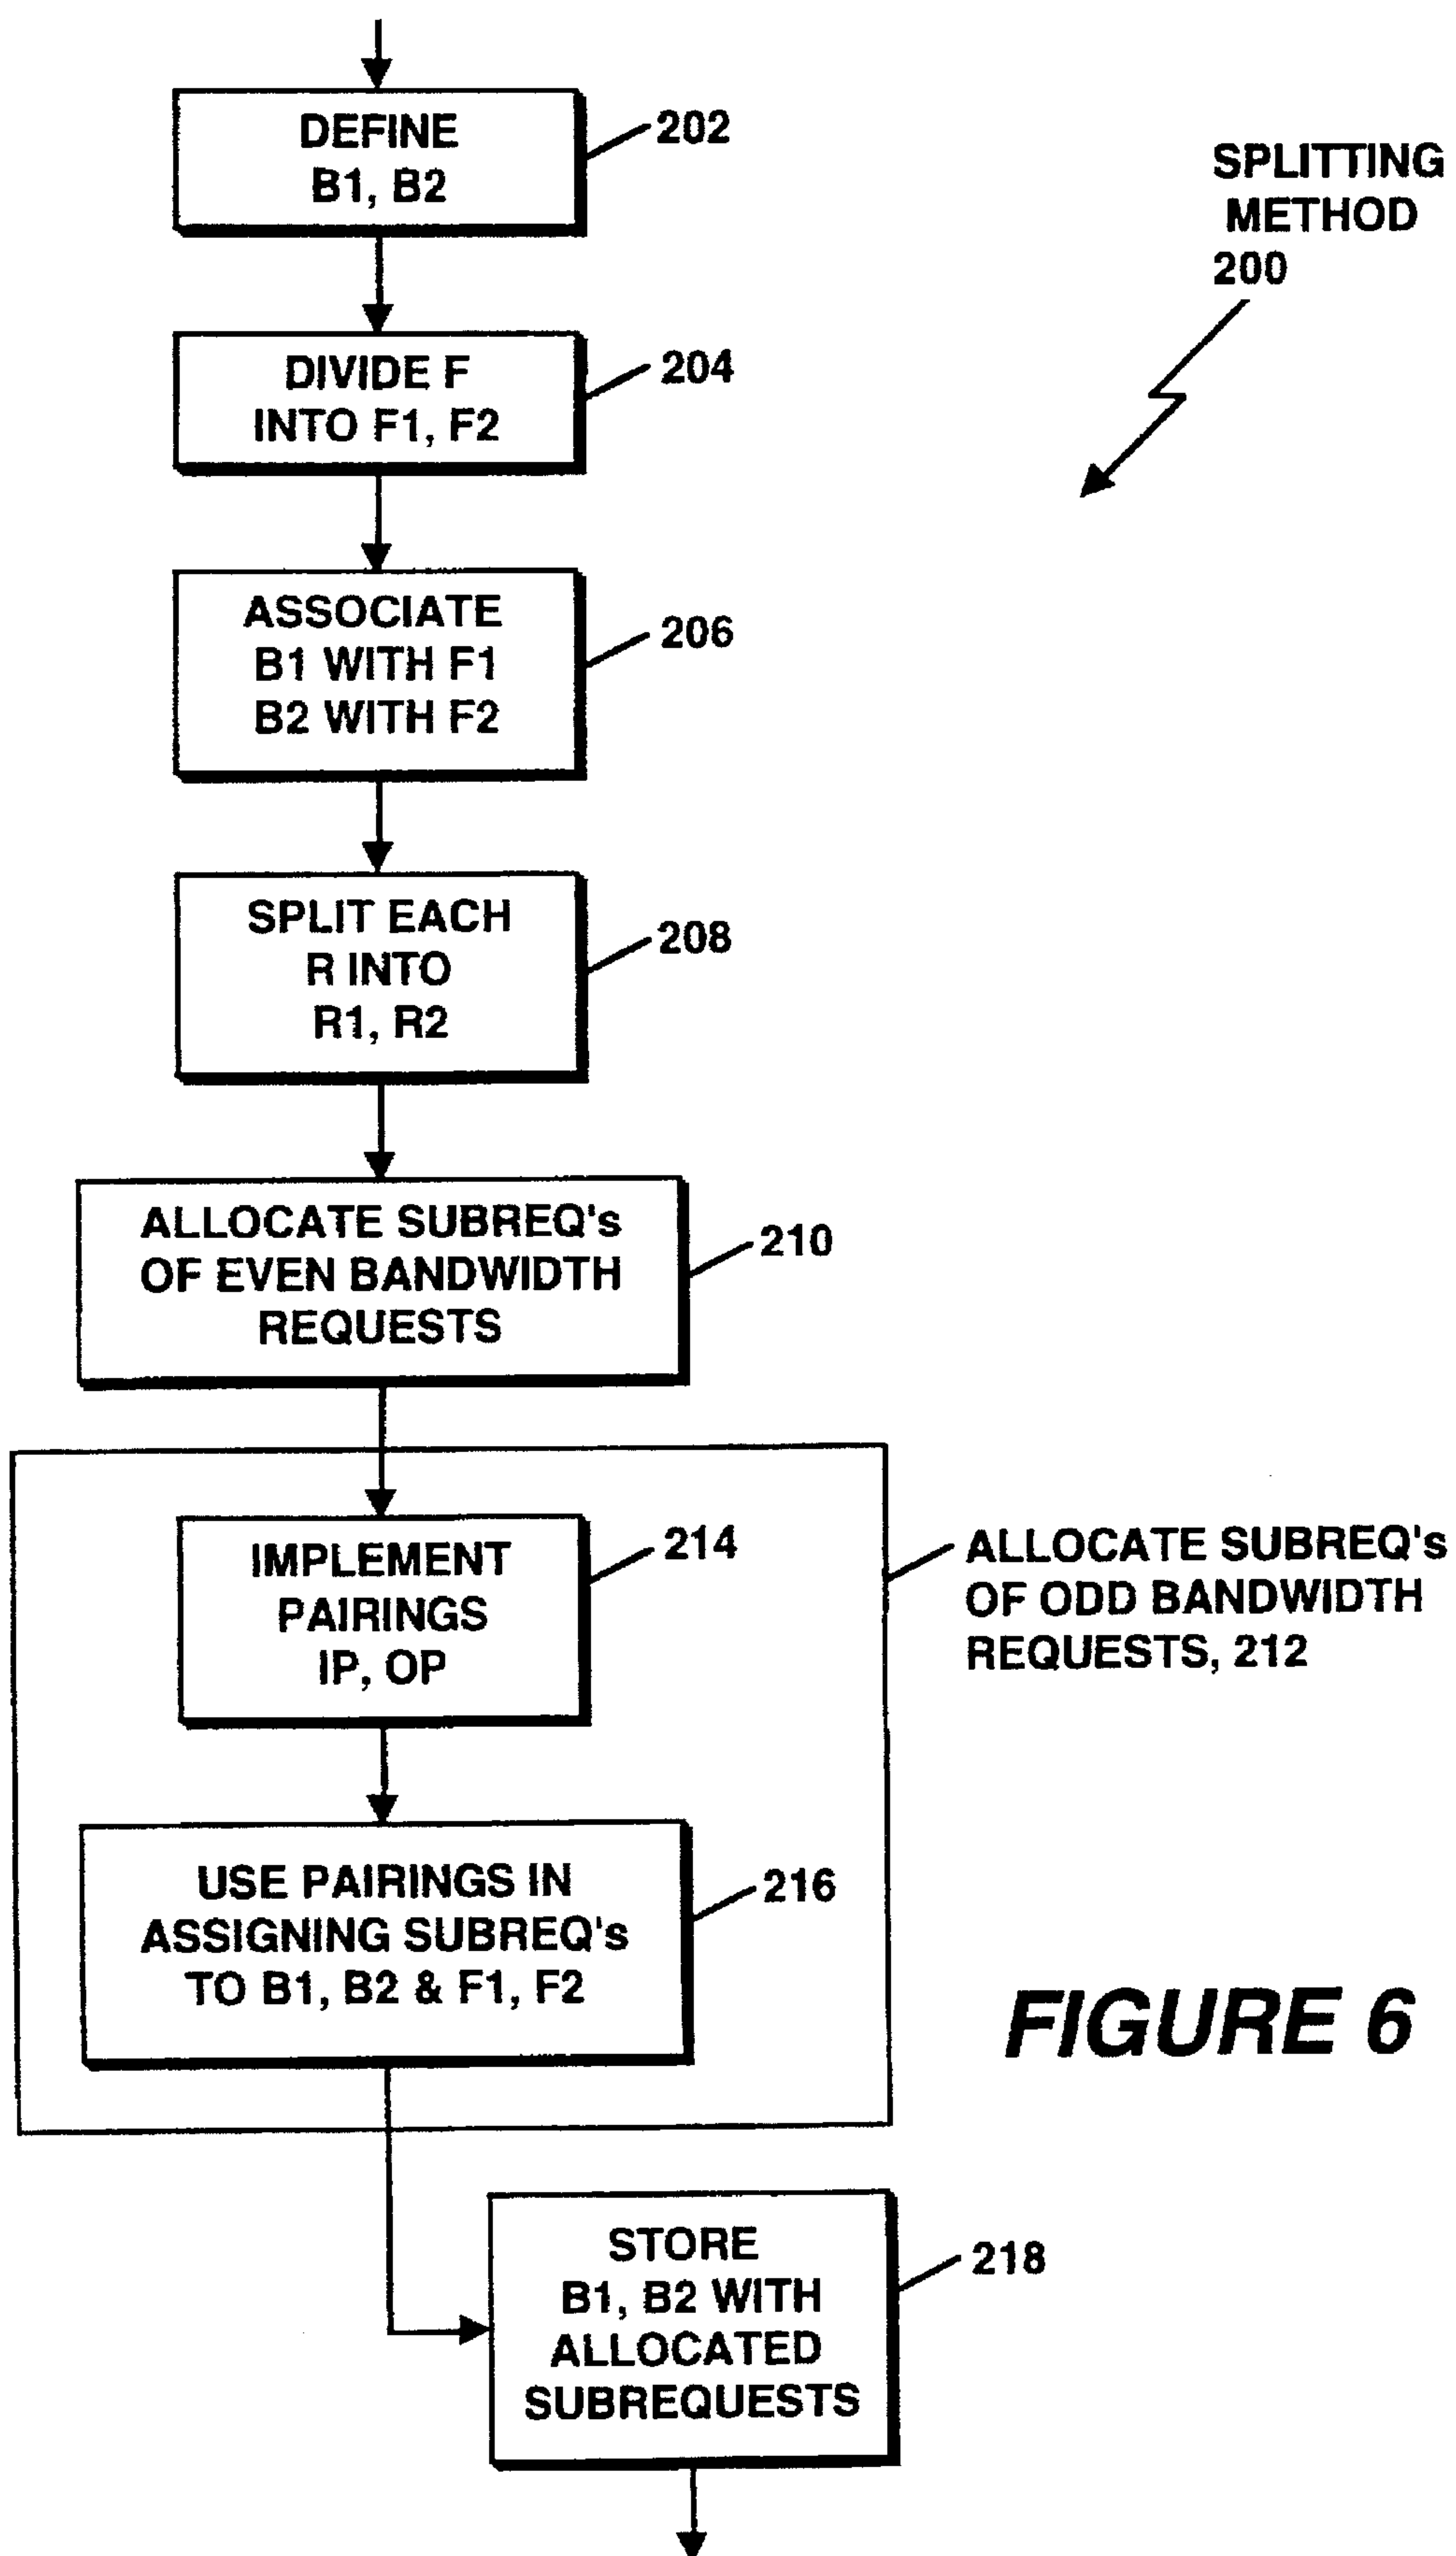 DEFINE
B1, B2
202
SPLITTING
METHOD
200
DIVIDE F
INTO F1, F2
204
ASSOCIATE
B1 WITH F1
B2 WITH F2
206
SPLIT EACH
R INTO
R1, R2
208
ALLOCATE SUBREQ's
OF EVEN BANDWIDTH
REQUESTS
210
IMPLEMENT
PAIRINGS
IP, OP
214
ALLOCATE SUBREQ's
OF ODD BANDWIDTH
REQUESTS, 212
USE PAIRINGS IN
ASSIGNING SUBREQ's
TO B1, B2 & F1, F2
216
FIGURE 6
STORE
B1, B2 WITH
ALLOCATED
SUBREQUESTS
218